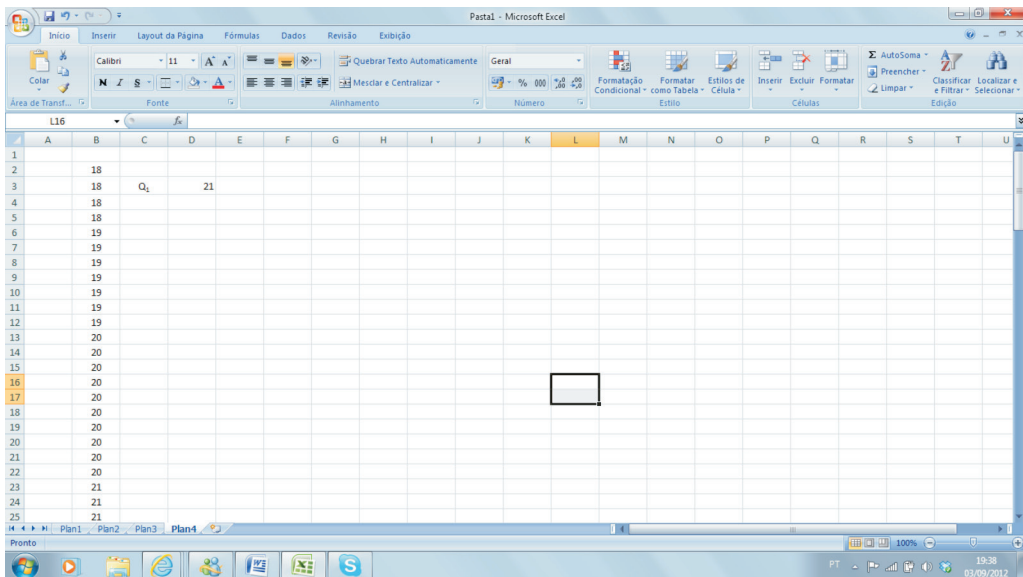 Pasta1 - Microsoft Excel
Início Inserir Layout da Página Fórmulas Dados Revisão Exibição
Colar
Calibri 11 A A
N I S A
Quebrar Texto Automaticamente
Mesclar e Centralizar
Geral
% 000 ,00 ,00
Formatação Condicional
Formatar como Tabela
Estilos de Célula
Inserir Excluir Formatar
Σ AutoSoma
Preencher
Limpar
Classificar e Filtrar
Localizar e Selecionar
Área de Transf... Fonte Alinhamento Número Estilo Células Edição
L16 fx
A B C D E F G H I J K L M N O P Q R S T U
1
2 18
3 18 Q₁ 21
4 18
5 18
6 19
7 19
8 19
9 19
10 19
11 19
12 19
13 20
14 20
15 20
16 20
17 20
18 20
19 20
20 20
21 20
22 20
23 21
24 21
25 21
Plan1 Plan2 Plan3 Plan4
Pronto 100%
PT 19:38
03/09/2012